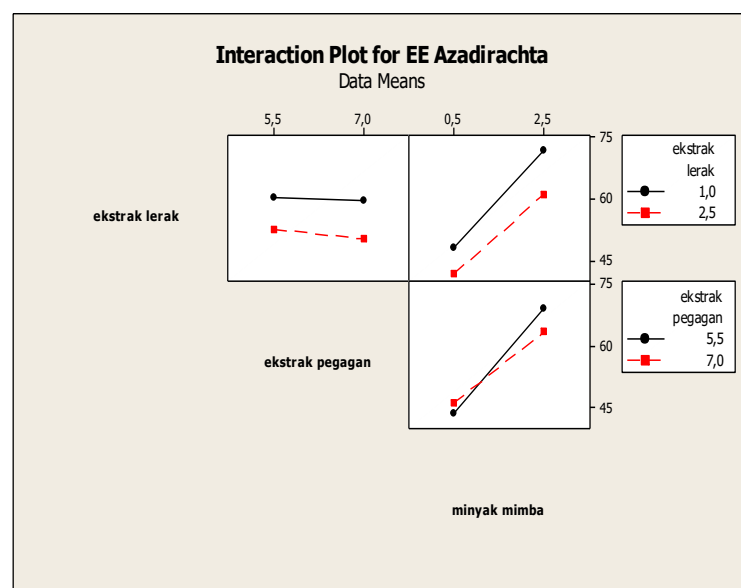 Interaction Plot for EE Azadirachta
Data Means
5,5 7,0 0,5 2,5
ekstrak lerak
75
60
45
ekstrak
lerak
1,0
2,5
ekstrak pegagan
75
60
45
ekstrak
pegagan
5,5
7,0
minyak mimba